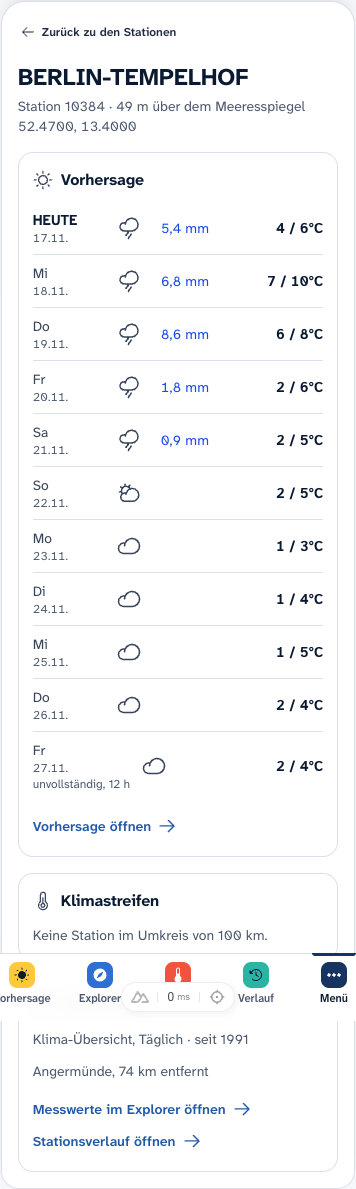 Zurück zu den Stationen
BERLIN-TEMPELHOF
Station 10384 · 49 m über dem Meeresspiegel
52.4700, 13.4000
Vorhersage
HEUTE
17.11.
5,4 mm
4 / 6°C
Mi
18.11.
6,8 mm
7 / 10°C
Do
19.11.
8,6 mm
6 / 8°C
Fr
20.11.
1,8 mm
2 / 6°C
Sa
21.11.
0,9 mm
2 / 5°C
So
22.11.
2 / 5°C
Mo
23.11.
1 / 3°C
Di
24.11.
1 / 4°C
Mi
25.11.
1 / 5°C
Do
26.11.
2 / 4°C
Fr
27.11.
unvollständig, 12 h
2 / 4°C
Vorhersage öffnen
Klimastreifen
Keine Station im Umkreis von 100 km.
orhersage
Explorer
0 ms
Verlauf
Menü
Klima-Übersicht, Täglich · seit 1991
Angermünde, 74 km entfernt
Messwerte im Explorer öffnen
Stationsverlauf öffnen